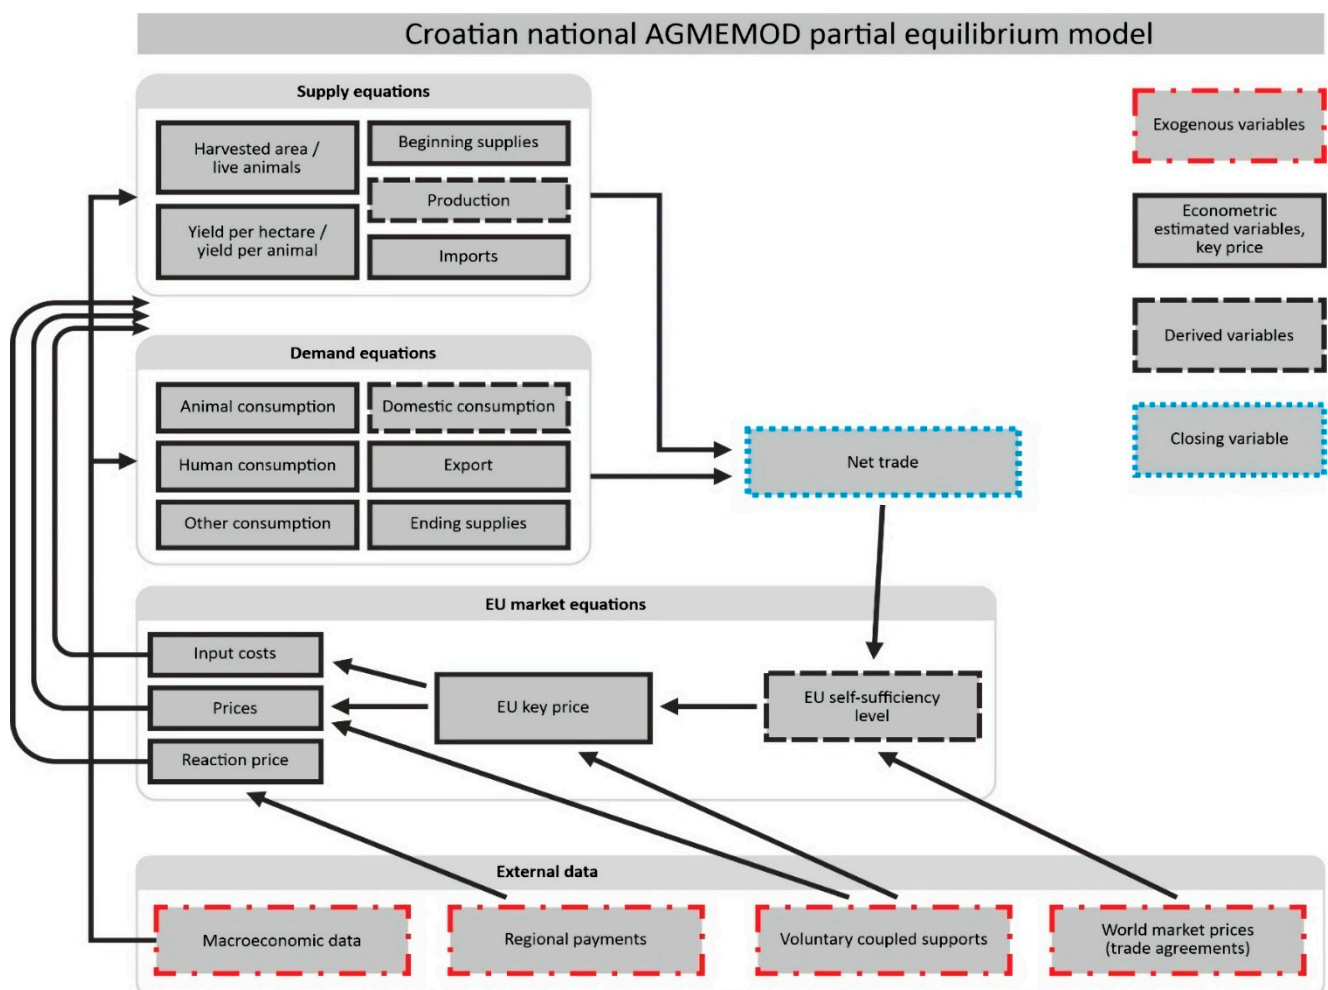 Croatian national AGMEMOD partial equilibrium model
Supply equations
Harvested area /
live animals
Beginning supplies
Production
Yield per hectare /
yield per animal
Imports
Demand equations
Animal consumption
Domestic consumption
Human consumption
Export
Other consumption
Ending supplies
Net trade
EU market equations
Input costs
Prices
Reaction price
EU key price
EU self-sufficiency
level
External data
Macroeconomic data
Regional payments
Voluntary coupled supports
World market prices
(trade agreements)
Exogenous variables
Econometric
estimated variables,
key price
Derived variables
Closing variable